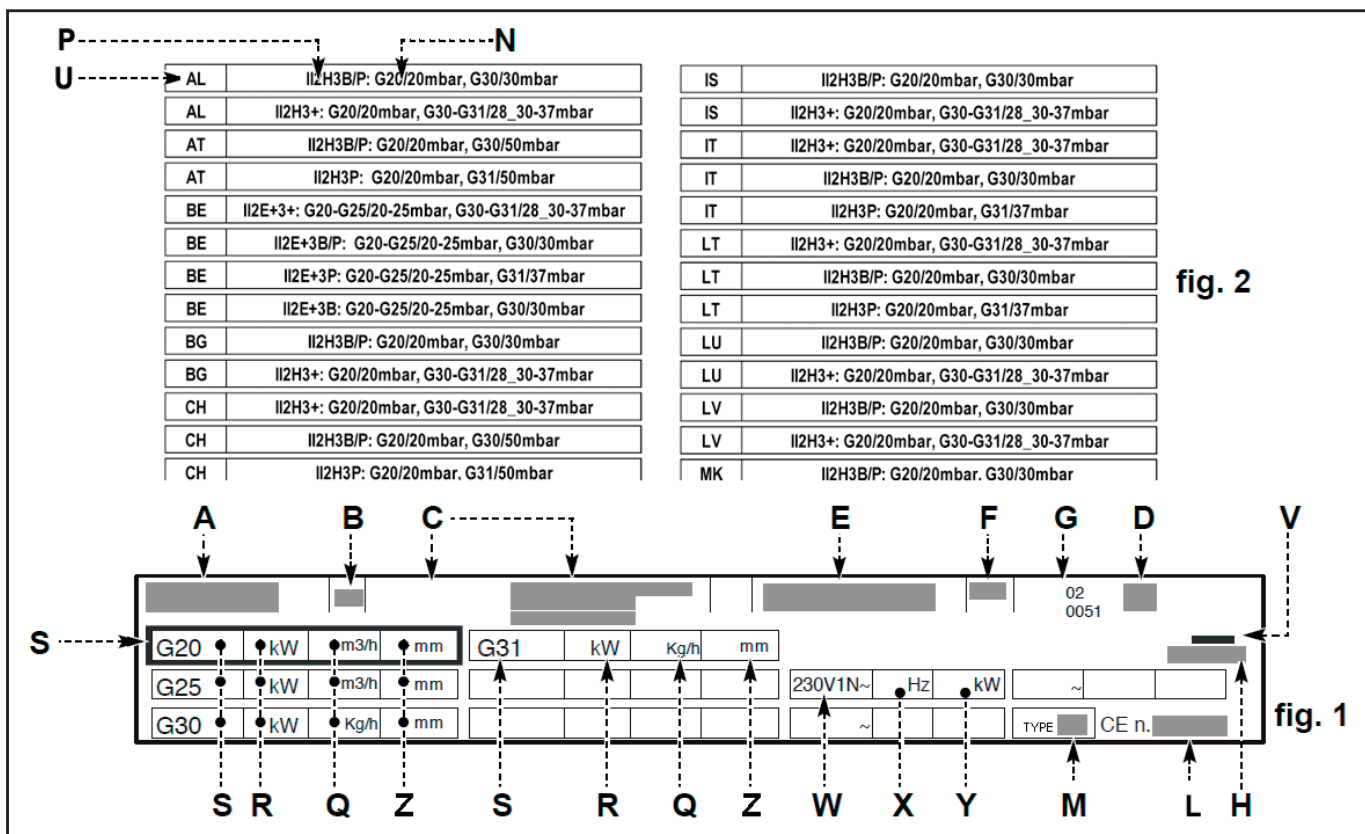 P N
U
AL II2H3B/P: G20/20mbar, G30/30mbar
AL II2H3+: G20/20mbar, G30-G31/28_30-37mbar
AT II2H3B/P: G20/20mbar, G30/50mbar
AT II2H3P: G20/20mbar, G31/50mbar
BE II2E+3+: G20-G25/20-25mbar, G30-G31/28_30-37mbar
BE II2E+3B/P: G20-G25/20-25mbar, G30/30mbar
BE II2E+3P: G20-G25/20-25mbar, G31/37mbar
BE II2E+3B: G20-G25/20-25mbar, G30/30mbar
BG II2H3B/P: G20/20mbar, G30/30mbar
BG II2H3+: G20/20mbar, G30-G31/28_30-37mbar
CH II2H3+: G20/20mbar, G30-G31/28_30-37mbar
CH II2H3B/P: G20/20mbar, G30/50mbar
CH II2H3P: G20/20mbar, G31/50mbar
IS II2H3B/P: G20/20mbar, G30/30mbar
IS II2H3+: G20/20mbar, G30-G31/28_30-37mbar
IT II2H3+: G20/20mbar, G30-G31/28_30-37mbar
IT II2H3B/P: G20/20mbar, G30/30mbar
IT II2H3P: G20/20mbar, G31/37mbar
LT II2H3+: G20/20mbar, G30-G31/28_30-37mbar
LT II2H3B/P: G20/20mbar, G30/30mbar
LT II2H3P: G20/20mbar, G31/37mbar
LU II2H3B/P: G20/20mbar, G30/30mbar
LU II2H3+: G20/20mbar, G30-G31/28_30-37mbar
LV II2H3B/P: G20/20mbar, G30/30mbar
LV II2H3+: G20/20mbar, G30-G31/28_30-37mbar
MK II2H3B/P: G20/20mbar, G30/30mbar
fig. 2
A B C E F G D V
02
0051
S G20 kW m3/h mm G31 kW Kg/h mm
G25 kW m3/h mm 230V1N~ Hz kW ~
G30 kW Kg/h mm ~ TYPE CE n.
fig. 1
S R Q Z S R Q Z W X Y M L H